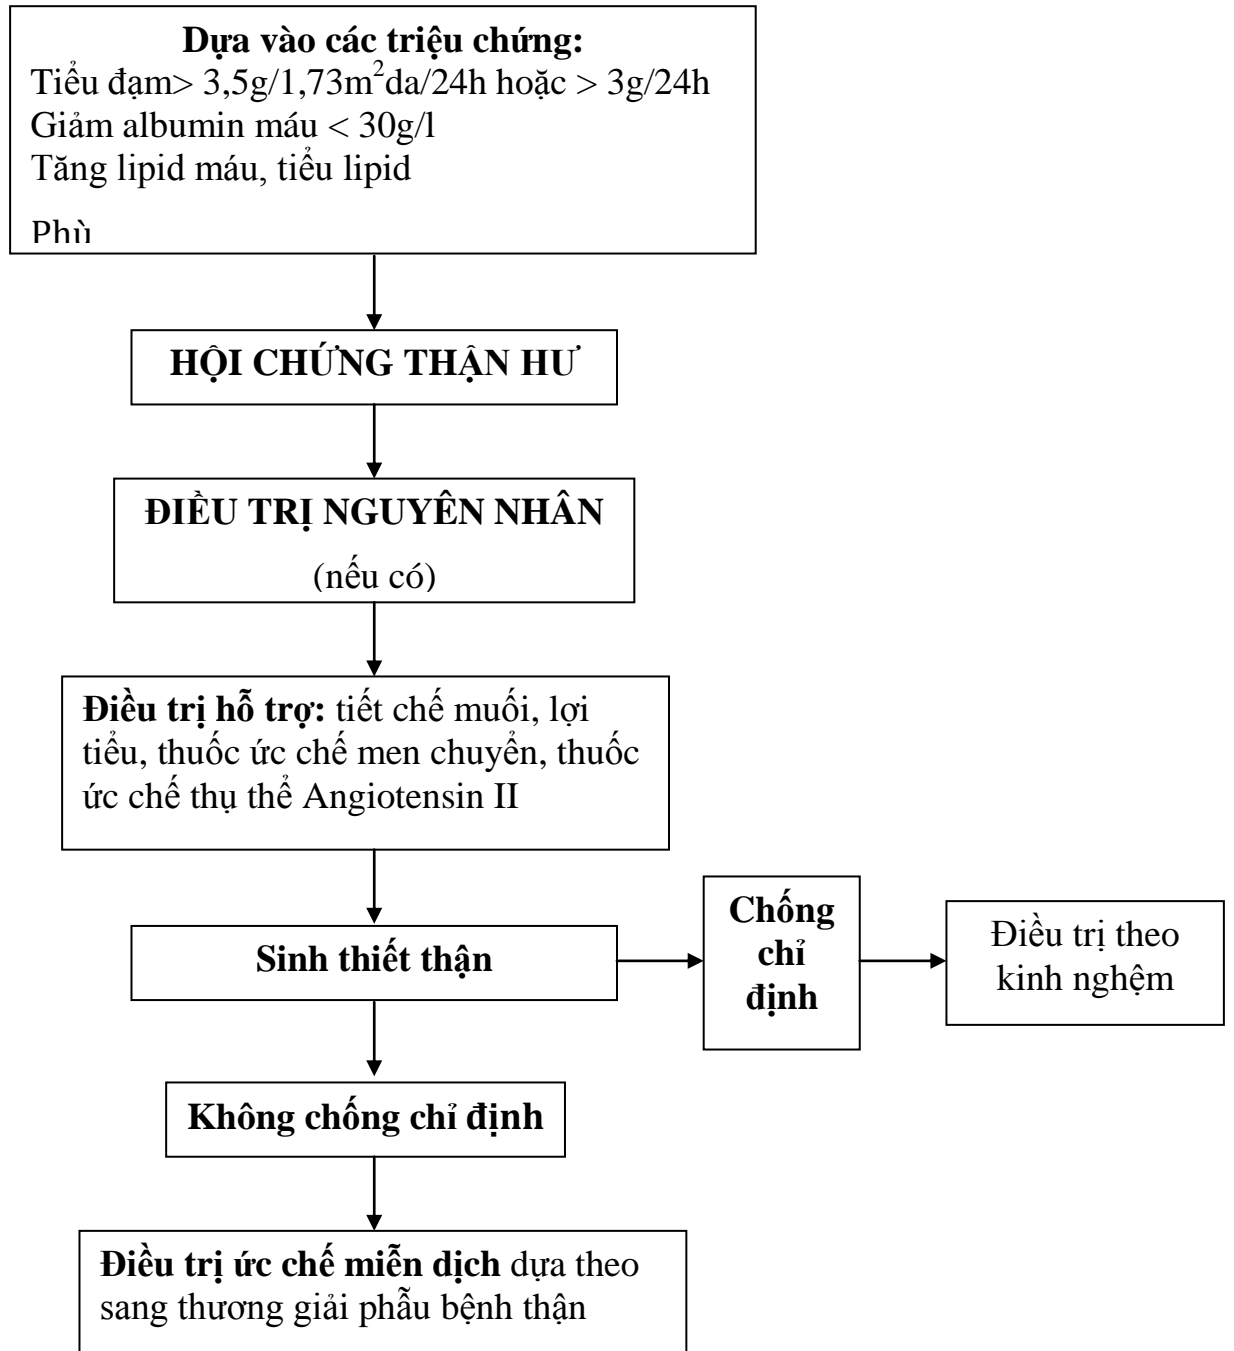 Dựa vào các triệu chứng:
Tiểu đạm> 3,5g/1,73m²da/24h hoặc > 3g/24h
Giảm albumin máu < 30g/l
Tăng lipid máu, tiểu lipid
Phù
HỘI CHỨNG THẬN HƯ
ĐIỀU TRỊ NGUYÊN NHÂN
(nếu có)
Điều trị hỗ trợ: tiết chế muối, lợi
tiểu, thuốc ức chế men chuyển, thuốc
ức chế thụ thể Angiotensin II
Sinh thiết thận
Chống
chỉ
định
Điều trị theo
kinh nghệm
Không chống chỉ định
Điều trị ức chế miễn dịch dựa theo
sang thương giải phẫu bệnh thận